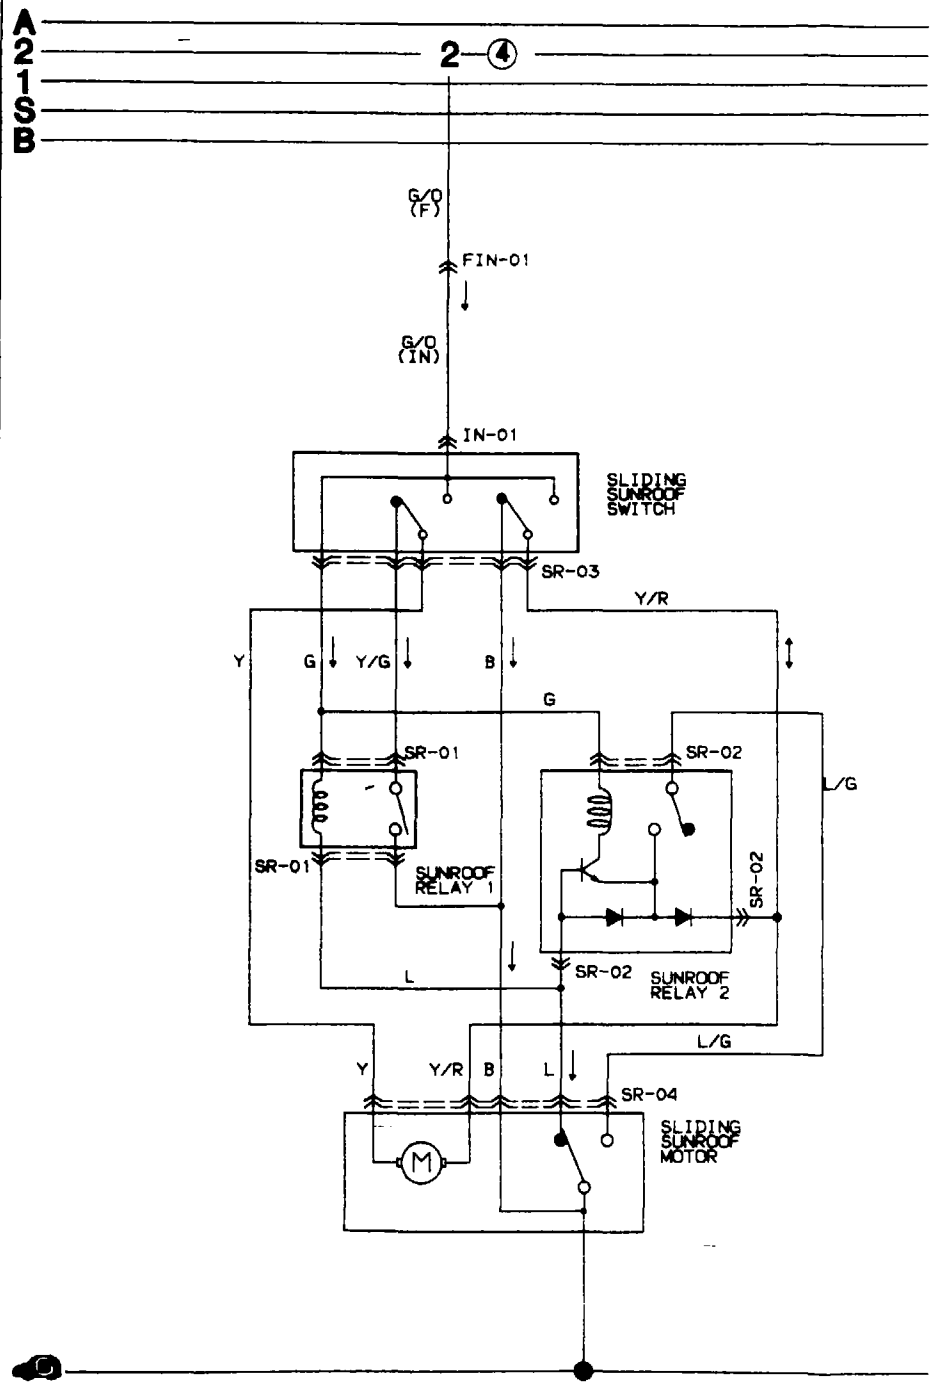 A
2
2 4
1
S
B
G/O
(F)
FIN-01
G/O
(IN)
IN-01
SLIDING
SUNROOF
SWITCH
SR-03
Y/R
Y
G
Y/G
B
G
SR-01
SR-02
L/G
SR-01
SUNROOF
RELAY 1
SR-02
SR-02
SUNROOF
RELAY 2
L
L/G
Y
Y/R
B
L
SR-04
SLIDING
SUNROOF
MOTOR
M